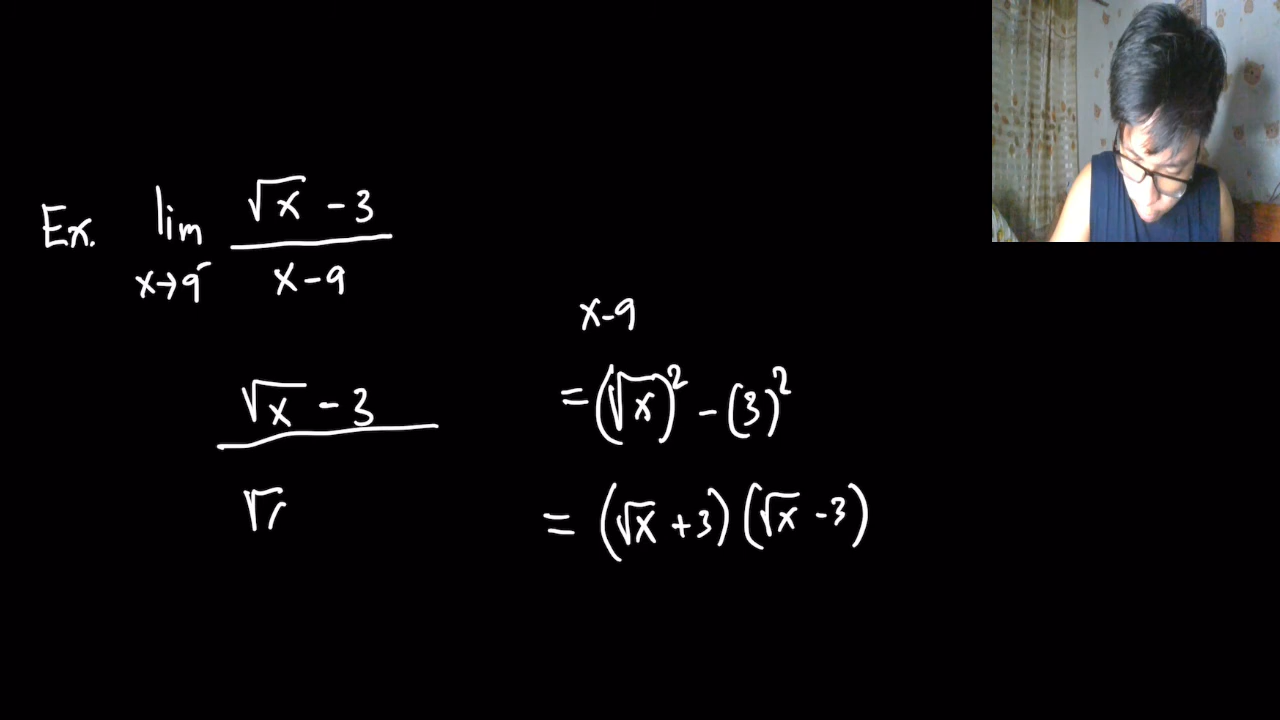 Ex. lim √x - 3
x→9⁻ x-9
x-9
√x - 3
= (√x)² - (3)²
√
= (√x + 3)(√x - 3)